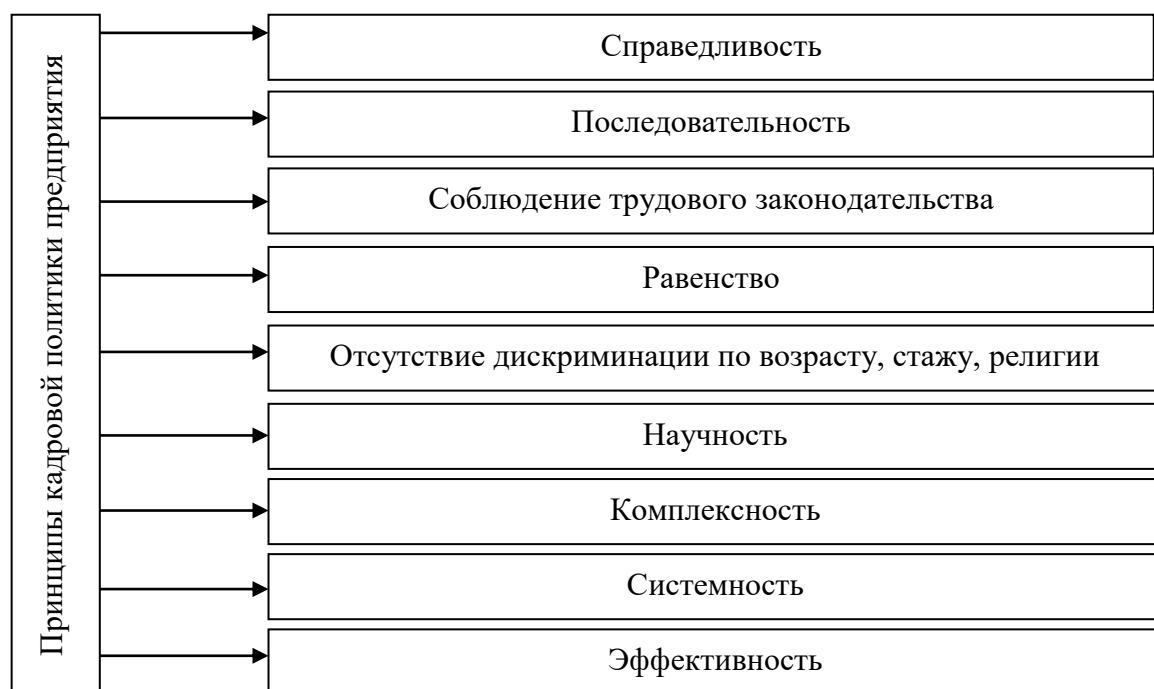 Принципы кадровой политики предприятия
Справедливость
Последовательность
Соблюдение трудового законодательства
Равенство
Отсутствие дискриминации по возрасту, стажу, религии
Научность
Комплексность
Системность
Эффективность